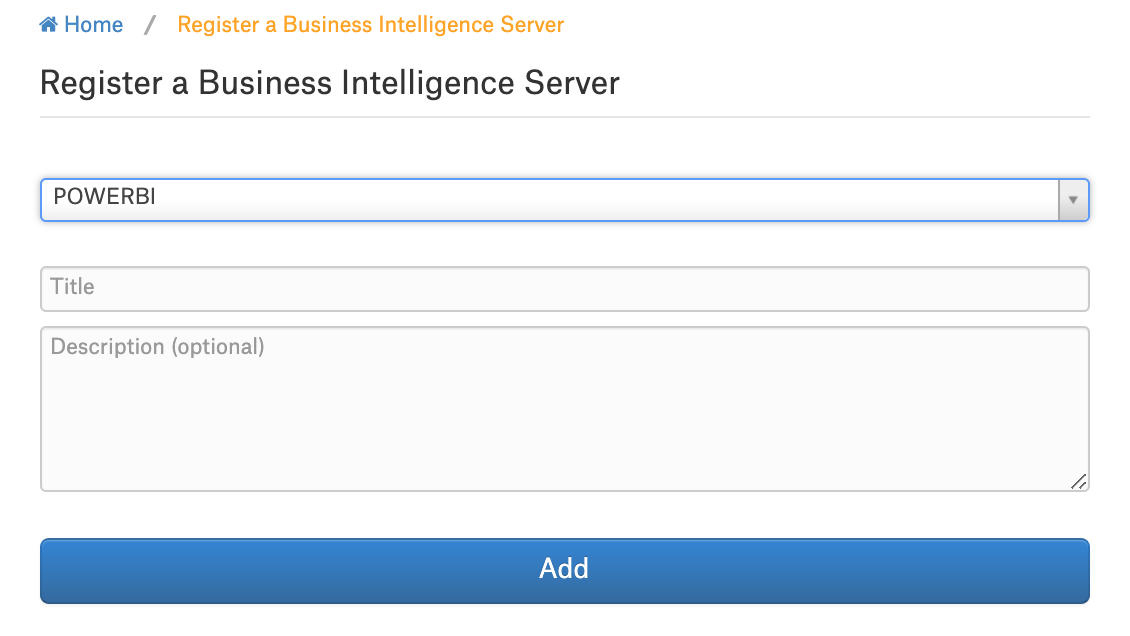 Home / Register a Business Intelligence Server
Register a Business Intelligence Server
POWERBI
Title
Description (optional)
Add